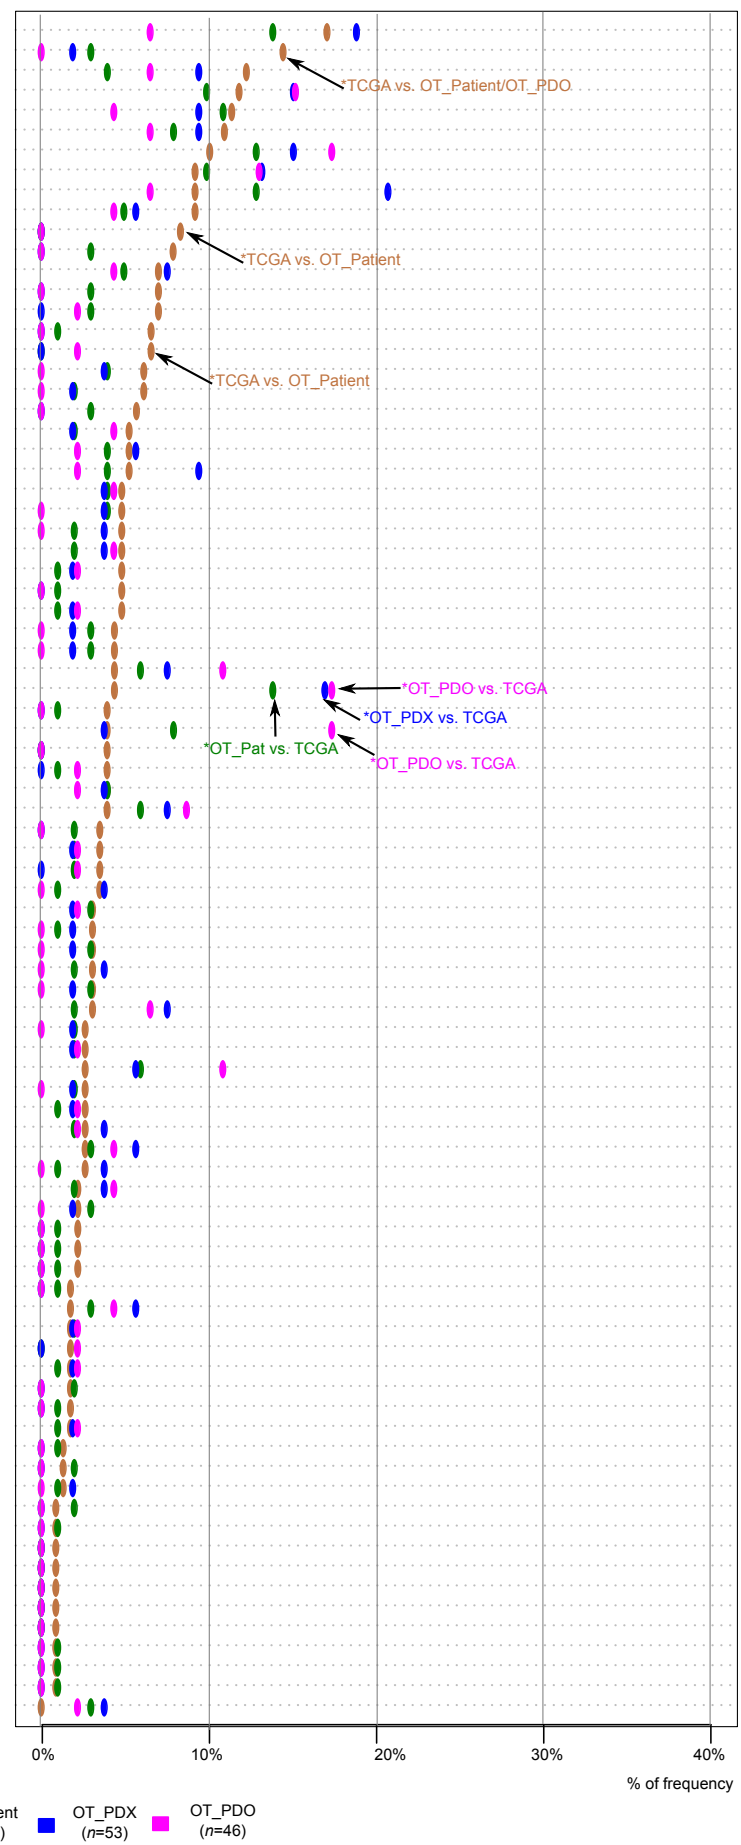 *TCGA vs. OT_Patient/OT_PDO
*TCGA vs. OT_Patient
*TCGA vs. OT_Patient
*OT_PDO vs. TCGA
*OT_PDX vs. TCGA
*OT_Pat vs. TCGA
*OT_PDO vs. TCGA
0% 10% 20% 30% 40%
% of frequency
ent OT_PDX OT_PDO
) (n=53) (n=46)